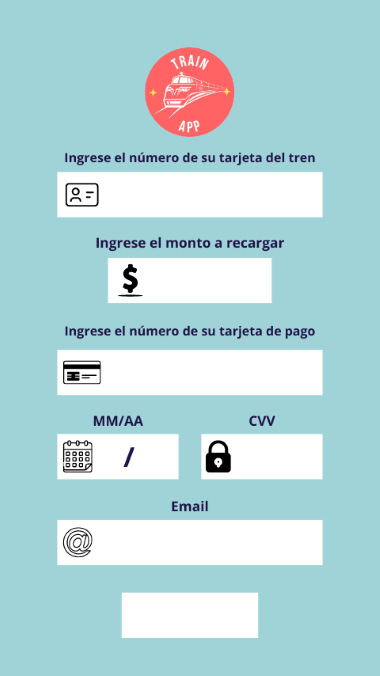 TRAIN
APP
Ingrese el número de su tarjeta del tren
Ingrese el monto a recargar
$
Ingrese el número de su tarjeta de pago
MM/AA
CVV
/
Email
@